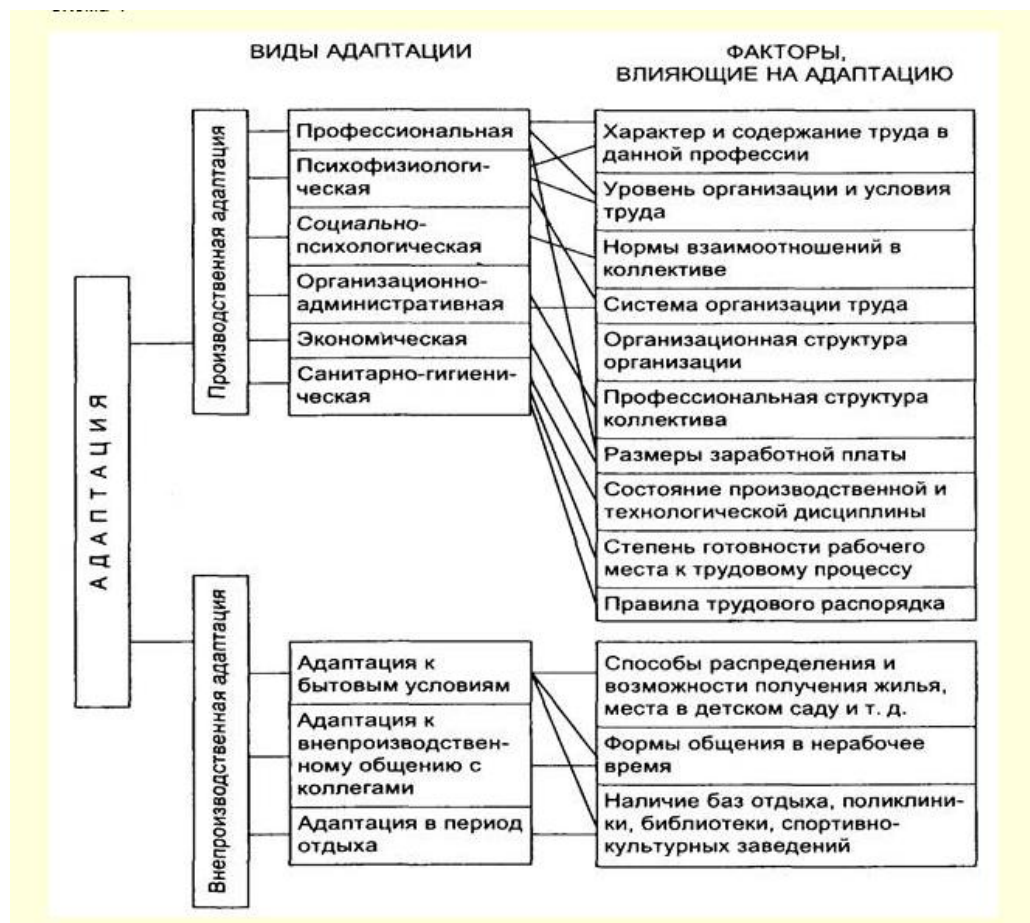 ВИДЫ АДАПТАЦИИ
ФАКТОРЫ,
ВЛИЯЮЩИЕ НА АДАПТАЦИЮ
АДАПТАЦИЯ
Производственная адаптация
Профессиональная
Психофизиологи-
ческая
Социально-
психологическая
Организационно-
административная
Экономическая
Санитарно-гигиени-
ческая
Характер и содержание труда в
данной профессии
Уровень организации и условия
труда
Нормы взаимоотношений в
коллективе
Система организации труда
Организационная структура
организации
Профессиональная структура
коллектива
Размеры заработной платы
Состояние производственной и
технологической дисциплины
Степень готовности рабочего
места к трудовому процессу
Правила трудового распорядка
Внепроизводственная адаптация
Адаптация к
бытовым условиям
Адаптация к
внепроизводствен-
ному общению с
коллегами
Адаптация в период
отдыха
Способы распределения и
возможности получения жилья,
места в детском саду и т. д.
Формы общения в нерабочее
время
Наличие баз отдыха, поликлини-
ки, библиотеки, спортивно-
культурных заведений